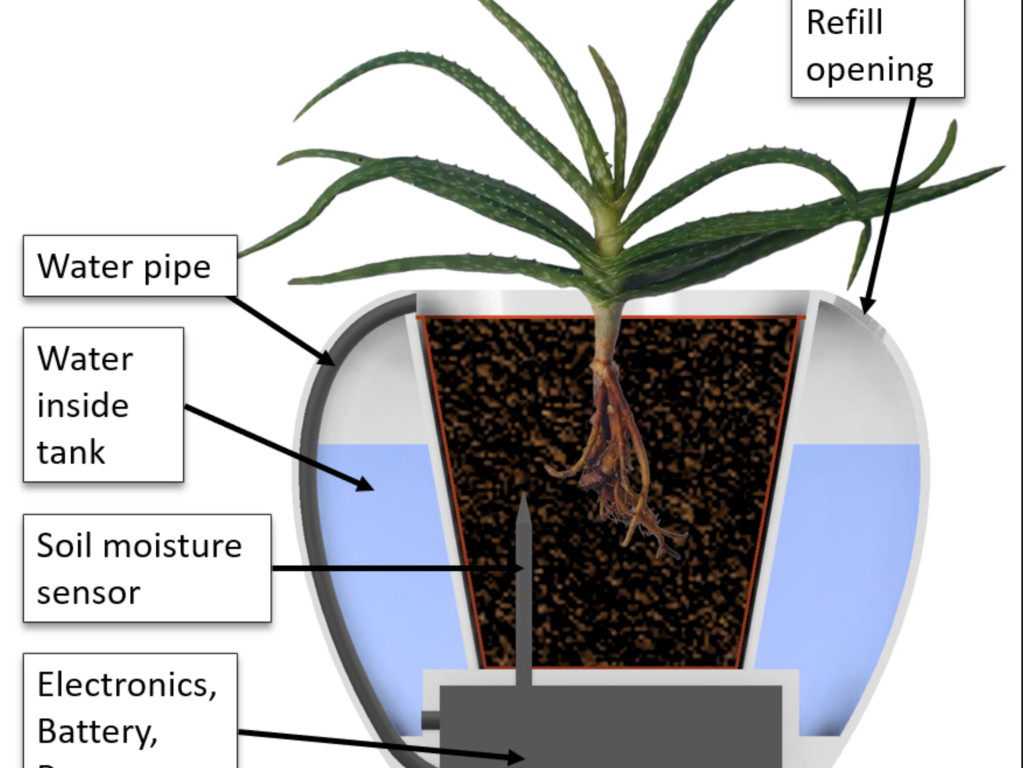 Refill
opening
Water pipe
Water
inside
tank
Soil moisture
sensor
Electronics,
Battery,